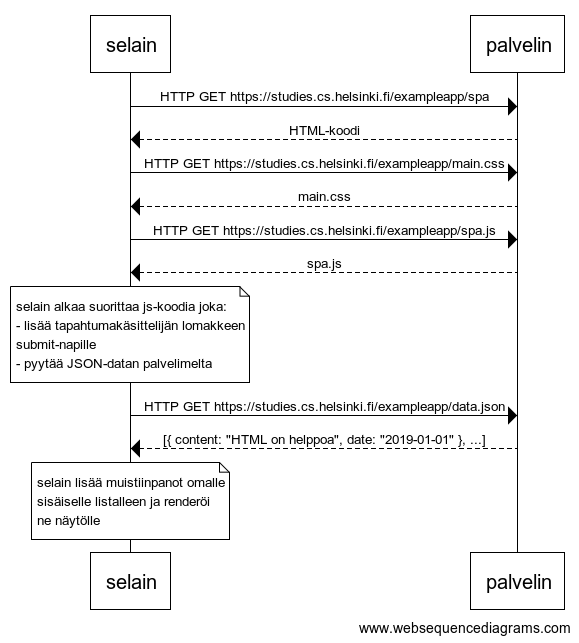 selain
palvelin
HTTP GET https://studies.cs.helsinki.fi/exampleapp/spa
HTML-koodi
HTTP GET https://studies.cs.helsinki.fi/exampleapp/main.css
main.css
HTTP GET https://studies.cs.helsinki.fi/exampleapp/spa.js
spa.js
selain alkaa suorittaa js-koodia joka:
- lisää tapahtumakäsittelijän lomakkeen
submit-napille
- pyytää JSON-datan palvelimelta
HTTP GET https://studies.cs.helsinki.fi/exampleapp/data.json
[{ content: "HTML on helppoa", date: "2019-01-01" }, ...]
selain lisää muistiinpanot omalle
sisäiselle listalleen ja renderöi
ne näytölle
selain
palvelin
www.websequencediagrams.com